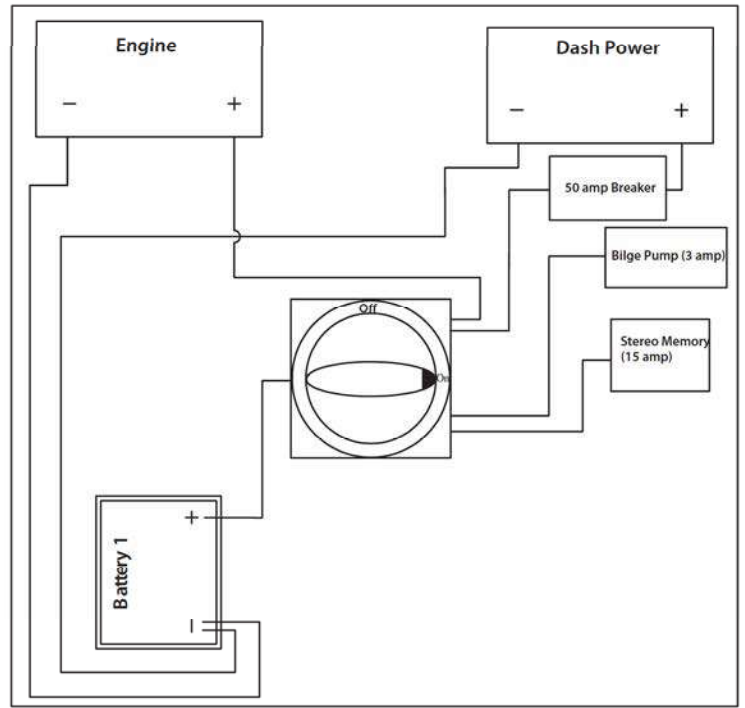 Engine
Dash Power
− +
− +
50 amp Breaker
Bilge Pump (3 amp)
Off
Stereo Memory
(15 amp)
On
+
Battery 1
−